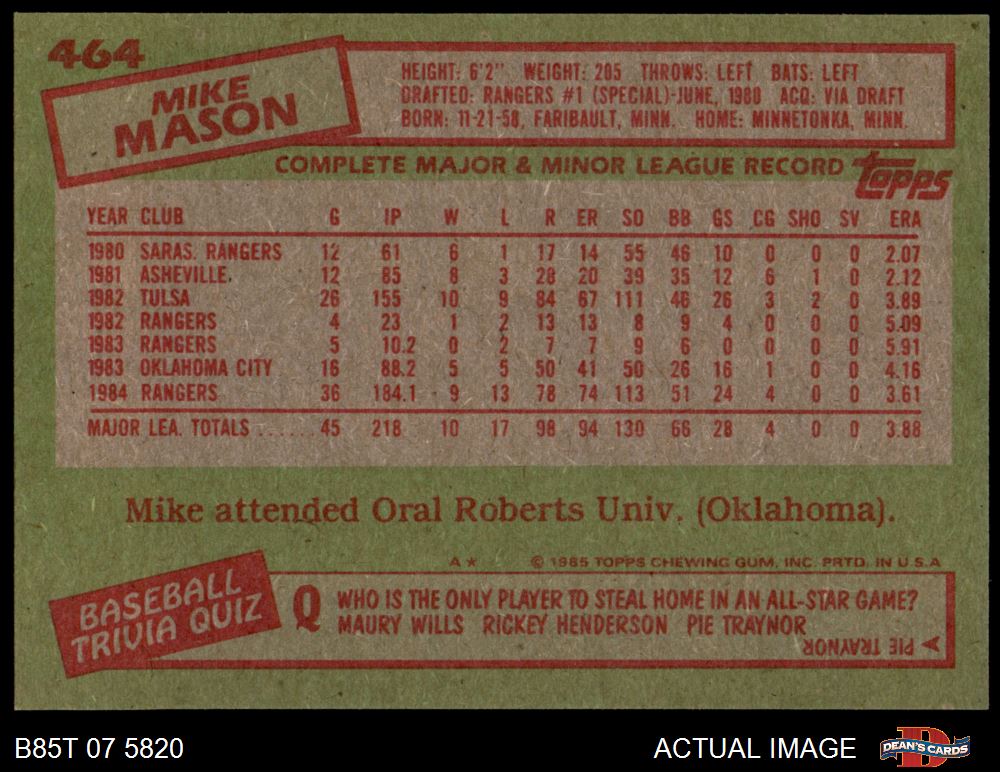 464
MIKE
MASON
HEIGHT: 6'2" WEIGHT: 205 THROWS: LEFT BATS: LEFT
DRAFTED: RANGERS #1 (SPECIAL)-JUNE, 1980 ACQ: VIA DRAFT
BORN: 11-21-58, FARIBAULT, MINN. HOME: MINNETONKA, MINN.
COMPLETE MAJOR & MINOR LEAGUE RECORD topps
YEAR CLUB G IP W L R ER SO BB GS CG SHO SV ERA
1980 SARAS. RANGERS 12 61 6 1 17 14 55 46 10 0 0 0 2.07
1981 ASHEVILLE 12 85 8 3 28 20 39 35 12 6 1 0 2.12
1982 TULSA 26 155 10 9 84 67 111 46 26 3 2 0 3.89
1982 RANGERS 4 23 1 2 13 13 8 9 4 0 0 0 5.09
1983 RANGERS 5 10.2 0 2 7 7 9 6 0 0 0 0 5.91
1983 OKLAHOMA CITY 16 88.2 5 5 50 41 50 26 16 1 0 0 4.16
1984 RANGERS 36 184.1 9 13 78 74 113 51 24 4 0 0 3.61
MAJOR LEA. TOTALS ...... 45 218 10 17 98 94 130 66 28 4 0 0 3.88
Mike attended Oral Roberts Univ. (Oklahoma).
A* © 1985 TOPPS CHEWING GUM, INC. PRTD. IN U.S.A
BASEBALL
TRIVIA QUIZ
Q WHO IS THE ONLY PLAYER TO STEAL HOME IN AN ALL-STAR GAME?
MAURY WILLS RICKEY HENDERSON PIE TRAYNOR
PIE TRAYNOR
B85T 07 5820 ACTUAL IMAGE D DEAN'S CARDS